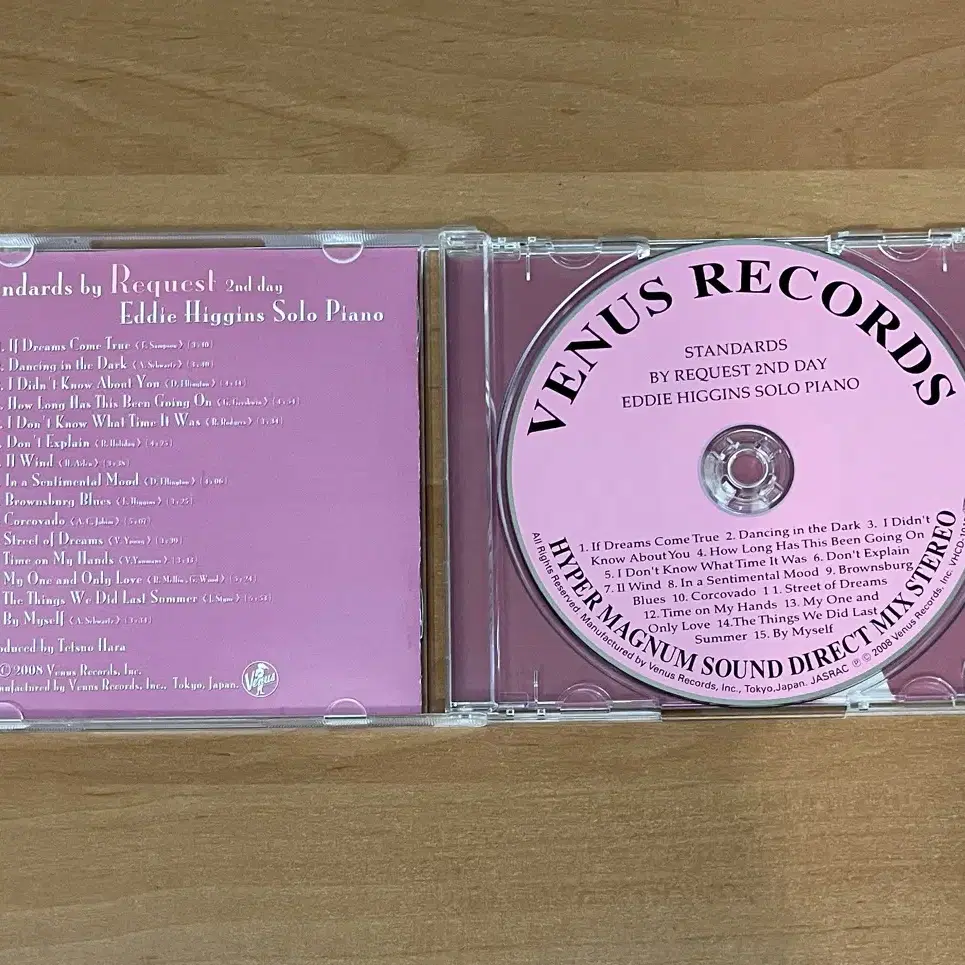 ndards by Request 2nd day
Eddie Higgins Solo Piano
. If Dreams Come True
. Dancing in the Dark
. I Didn't Know About You
. How Long Has This Been Going On
. I Don't Know What Time It Was
. Don't Explain
Il Wind
In a Sentimental Mood
Brownsburg Blues
Corcovado
Street of Dreams
Time on My Hands
My One and Only Love
The Things We Did Last Summer
By Myself
oduced by Tetsuo Hara
©2008 Venus Records, Inc.
nufactured by Venus Records, Inc., Tokyo, Japan.
Venus
VENUS RECORDS
STANDARDS
BY REQUEST 2ND DAY
EDDIE HIGGINS SOLO PIANO
1. If Dreams Come True 2. Dancing in the Dark 3. I Didn't
Know About You 4. How Long Has This Been Going On
5. I Don't Know What Time It Was 6. Don't Explain
7. Il Wind 8. In a Sentimental Mood 9. Brownsburg
Blues 10. Corcovado 11. Street of Dreams
12. Time on My Hands 13. My One and
Only Love 14. The Things We Did Last
Summer 15. By Myself
HYPER MAGNUM SOUND DIRECT MIX STEREO
All Rights Reserved. Manufactured by Venus Records, Inc., Tokyo, Japan. JASRAC ℗ © 2008 Venus Records, Inc.